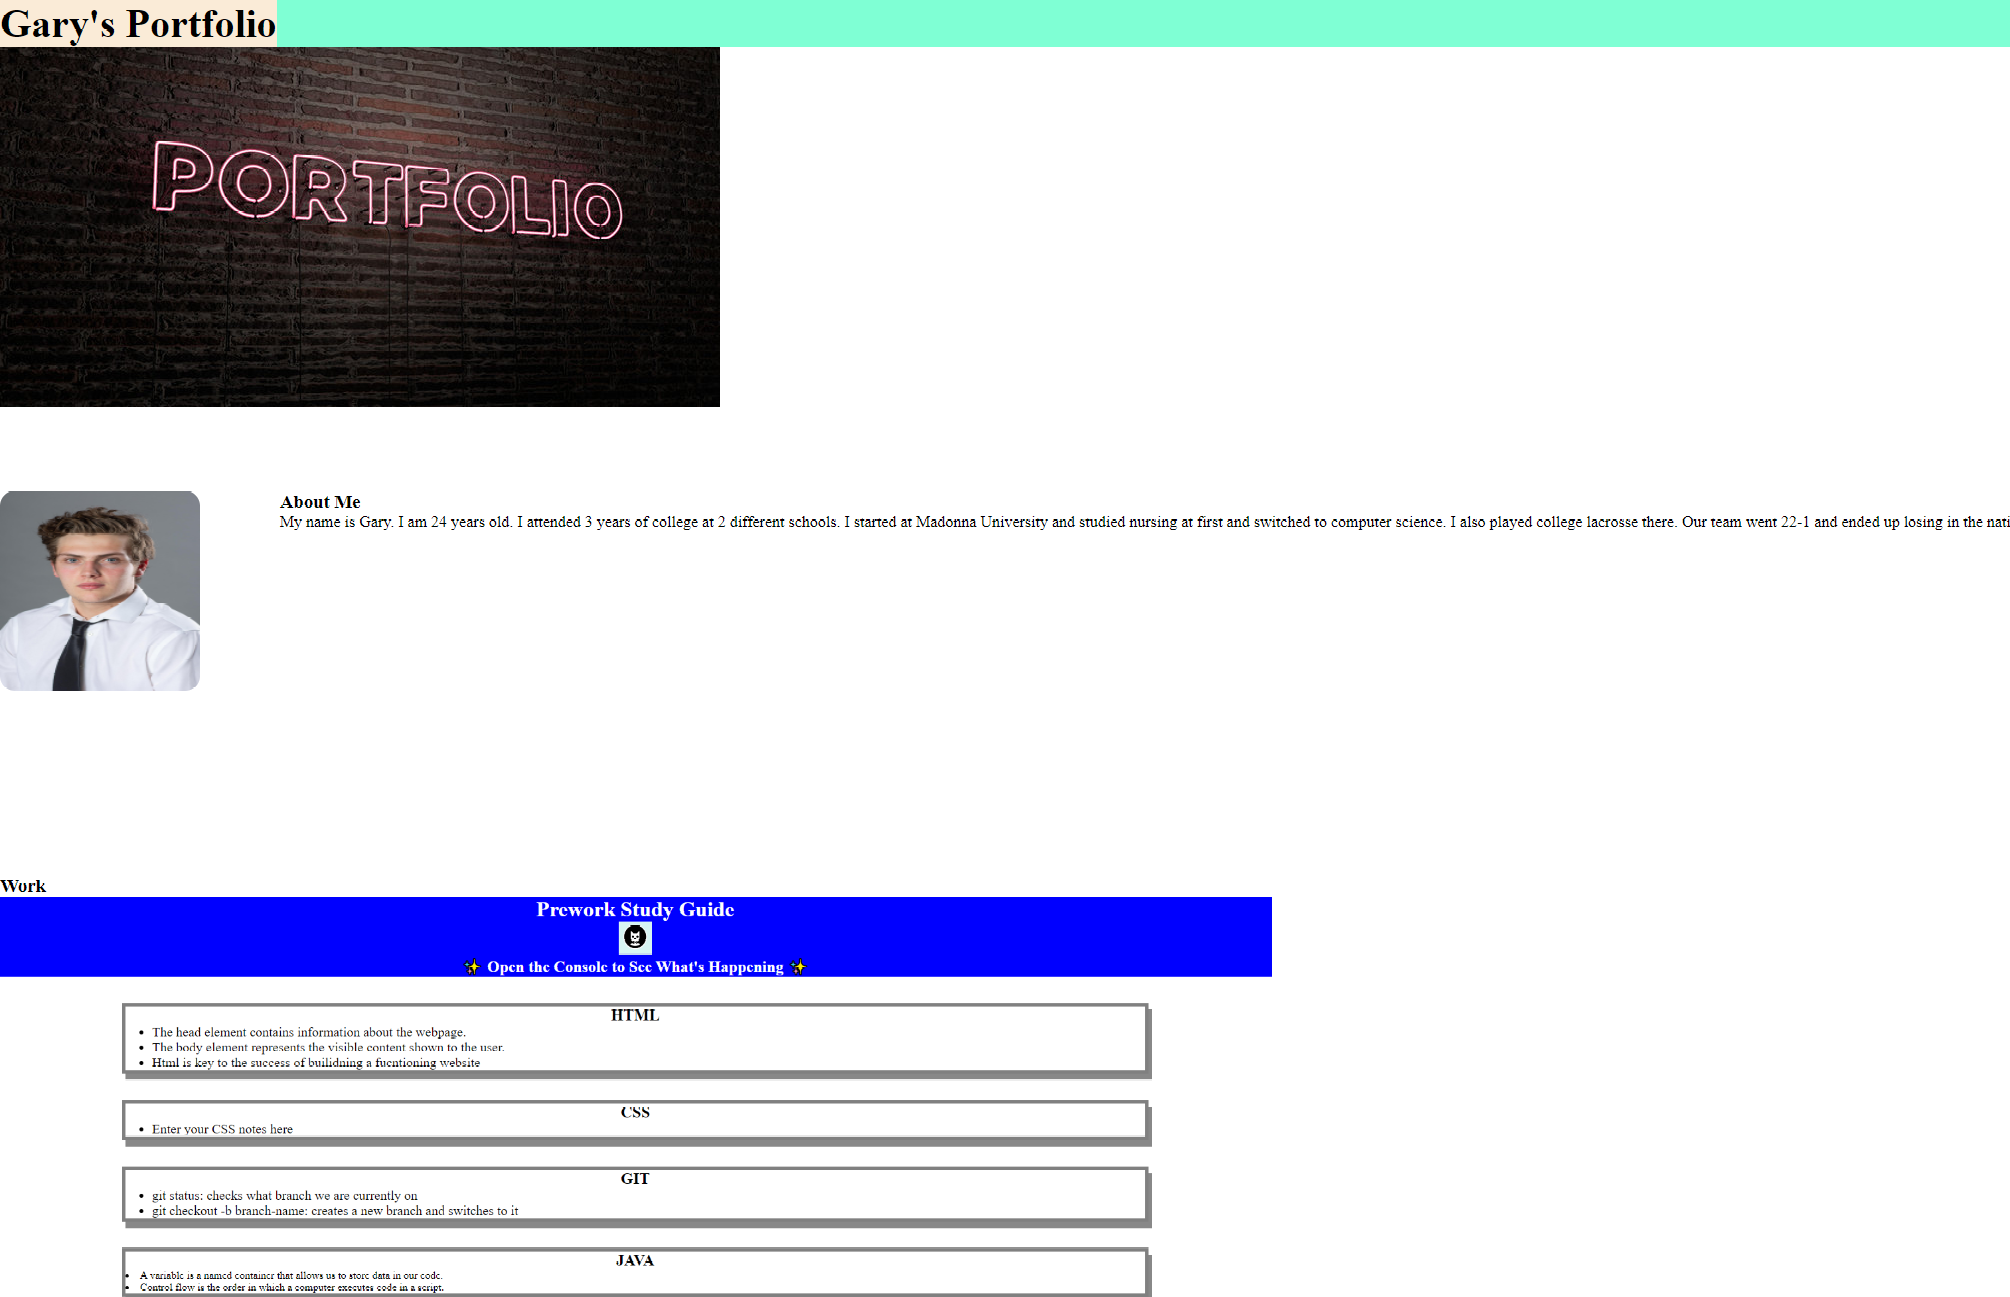 Gary's Portfolio
PORTFOLIO
About Me
My name is Gary. I am 24 years old. I attended 3 years of college at 2 different schools. I started at Madonna University and studied nursing at first and switched to computer science. I also played college lacrosse there. Our team went 22-1 and ended up losing in the nati
Work
Prework Study Guide
✨ Open the Console to See What's Happening ✨
HTML
• The head element contains information about the webpage.
• The body element represents the visible content shown to the user.
• Html is key to the success of builidning a fucntioning website
CSS
• Enter your CSS notes here
GIT
• git status: checks what branch we are currently on
• git checkout -b branch-name: creates a new branch and switches to it
JAVA
• A variable is a named container that allows us to store data in our code.
• Control flow is the order in which a computer executes code in a script.